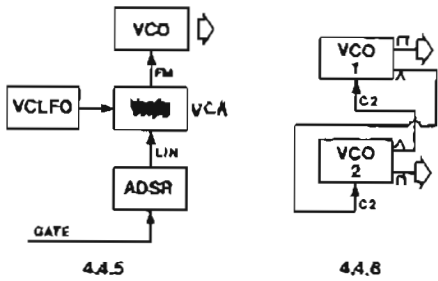 VCO
FM
VCLFO
VCA
LIN
ADSR
GATE
4.4.5
VCO
1
C2
VCO
2
C2
4.4.6